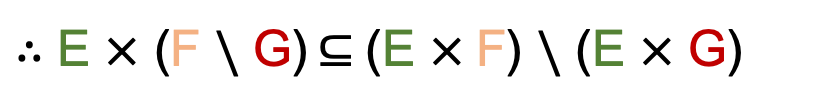 ∴ E × (F \ G) ⊆ (E × F) \ (E × G)